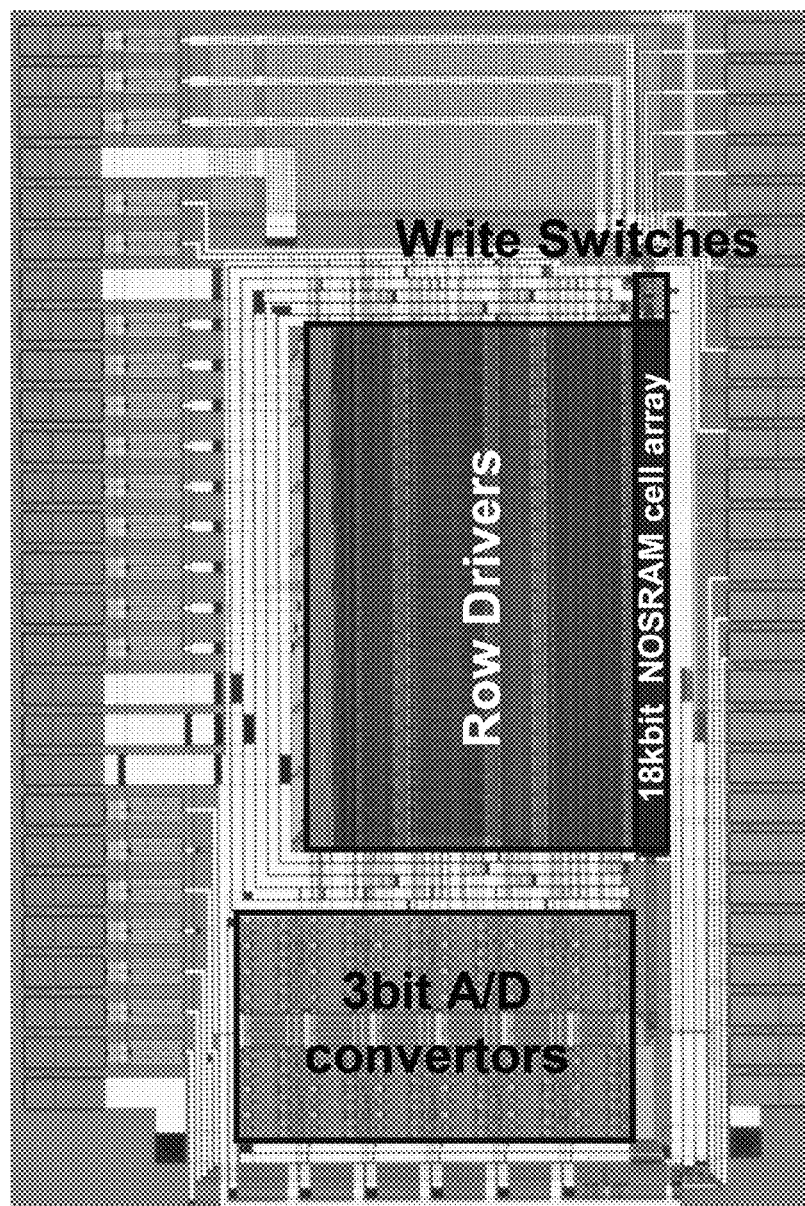 Write Switches
Row Drivers
18kbit NOSRAM cell array
3bit A/D
convertors